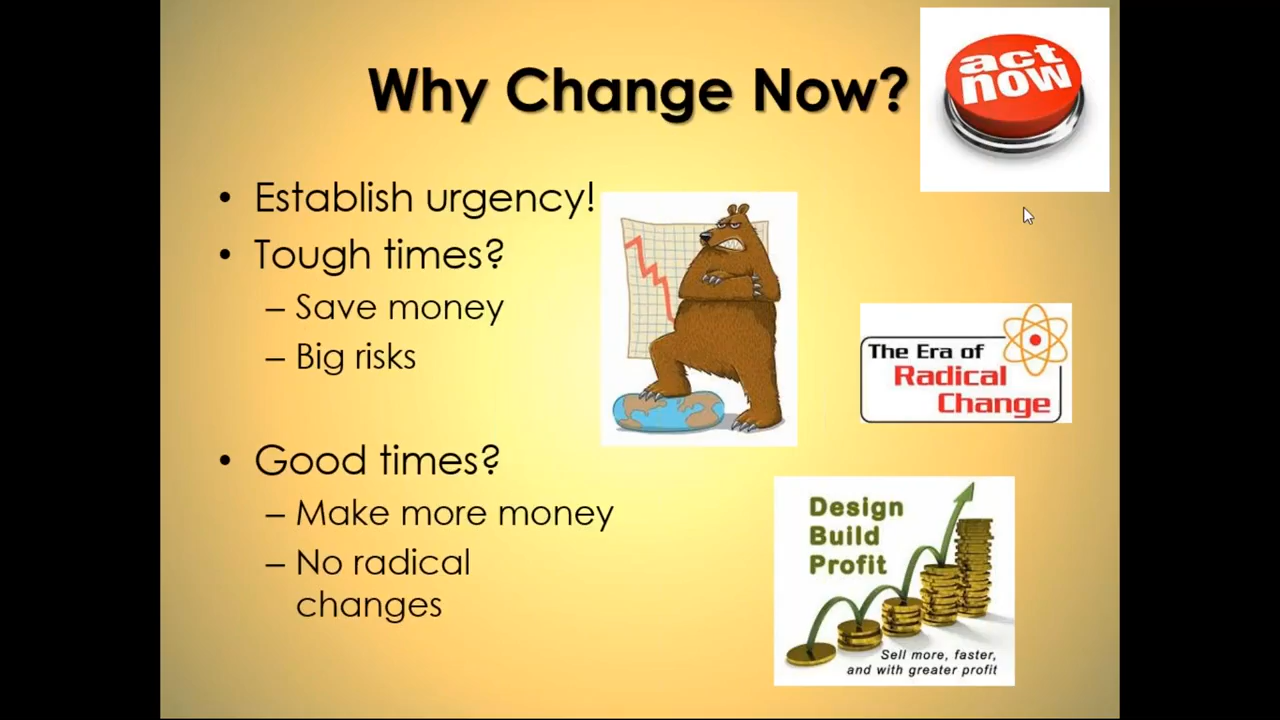 Why Change Now?
act
now
• Establish urgency!
• Tough times?
– Save money
– Big risks
The Era of
Radical
Change
• Good times?
– Make more money
– No radical
changes
Design
Build
Profit
Sell more, faster,
and with greater profit